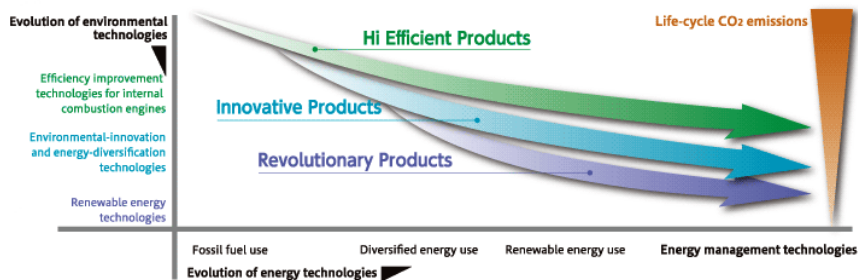 Evolution of environmental
technologies
Efficiency improvement
technologies for internal
combustion engines
Environmental-innovation
and energy-diversification
technologies
Renewable energy
technologies
Hi Efficient Products
Innovative Products
Revolutionary Products
Life-cycle CO2 emissions
Fossil fuel use
Diversified energy use
Renewable energy use
Energy management technologies
Evolution of energy technologies